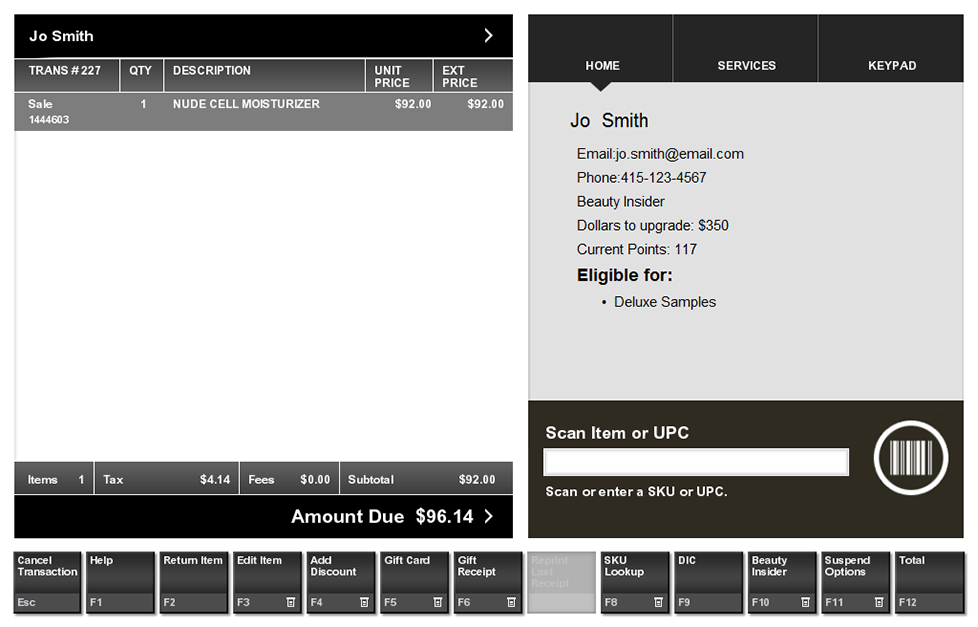 Jo Smith
TRANS # 227 QTY DESCRIPTION UNIT PRICE EXT PRICE
Sale 1 NUDE CELL MOISTURIZER $92.00 $92.00
1444603
Items 1 Tax $4.14 Fees $0.00 Subtotal $92.00
Amount Due $96.14
HOME SERVICES KEYPAD
Jo Smith
Email:jo.smith@email.com
Phone:415-123-4567
Beauty Insider
Dollars to upgrade: $350
Current Points: 117
Eligible for:
• Deluxe Samples
Scan Item or UPC
Scan or enter a SKU or UPC.
Cancel
Transaction
Esc
Help
F1
Return Item
F2
Edit Item
F3
Add
Discount
F4
Gift Card
F5
Gift
Receipt
F6
Reprint
Last
Receipt
SKU
Lookup
F8
DIC
F9
Beauty
Insider
F10
Suspend
Options
F11
Total
F12